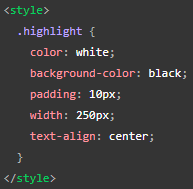 <style>
.highlight {
color: white;
background-color: black;
padding: 10px;
width: 250px;
text-align: center;
}
</style>